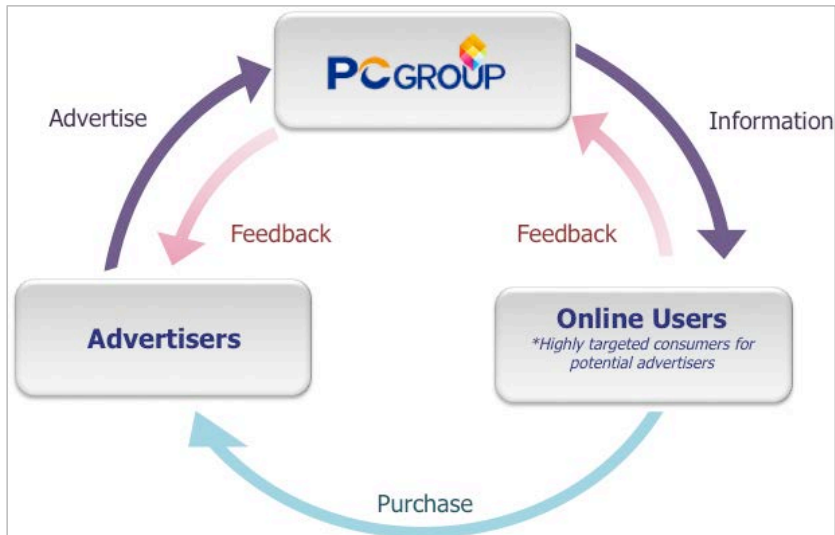 PCGROUP
Advertise
Information
Feedback
Feedback
Advertisers
Online Users
*Highly targeted consumers for
potential advertisers
Purchase